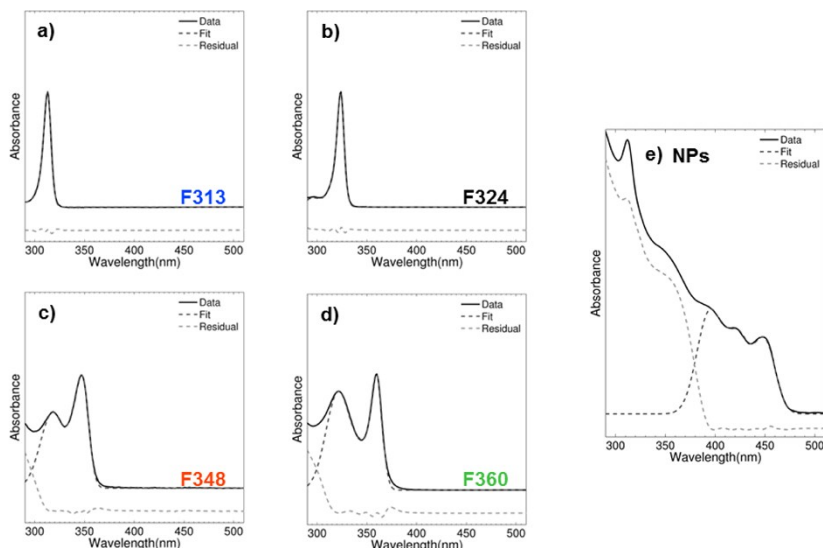 a)
Data
Fit
Residual
Absorbance
F313
300 350 400 450 500
Wavelength(nm)
b)
Data
Fit
Residual
Absorbance
F324
300 350 400 450 500
Wavelength(nm)
c)
Data
Fit
Residual
Absorbance
F348
300 350 400 450 500
Wavelength(nm)
d)
Data
Fit
Residual
Absorbance
F360
300 350 400 450 500
Wavelength(nm)
e) NPs
Data
Fit
Residual
Absorbance
300 350 400 450 500
Wavelength(nm)